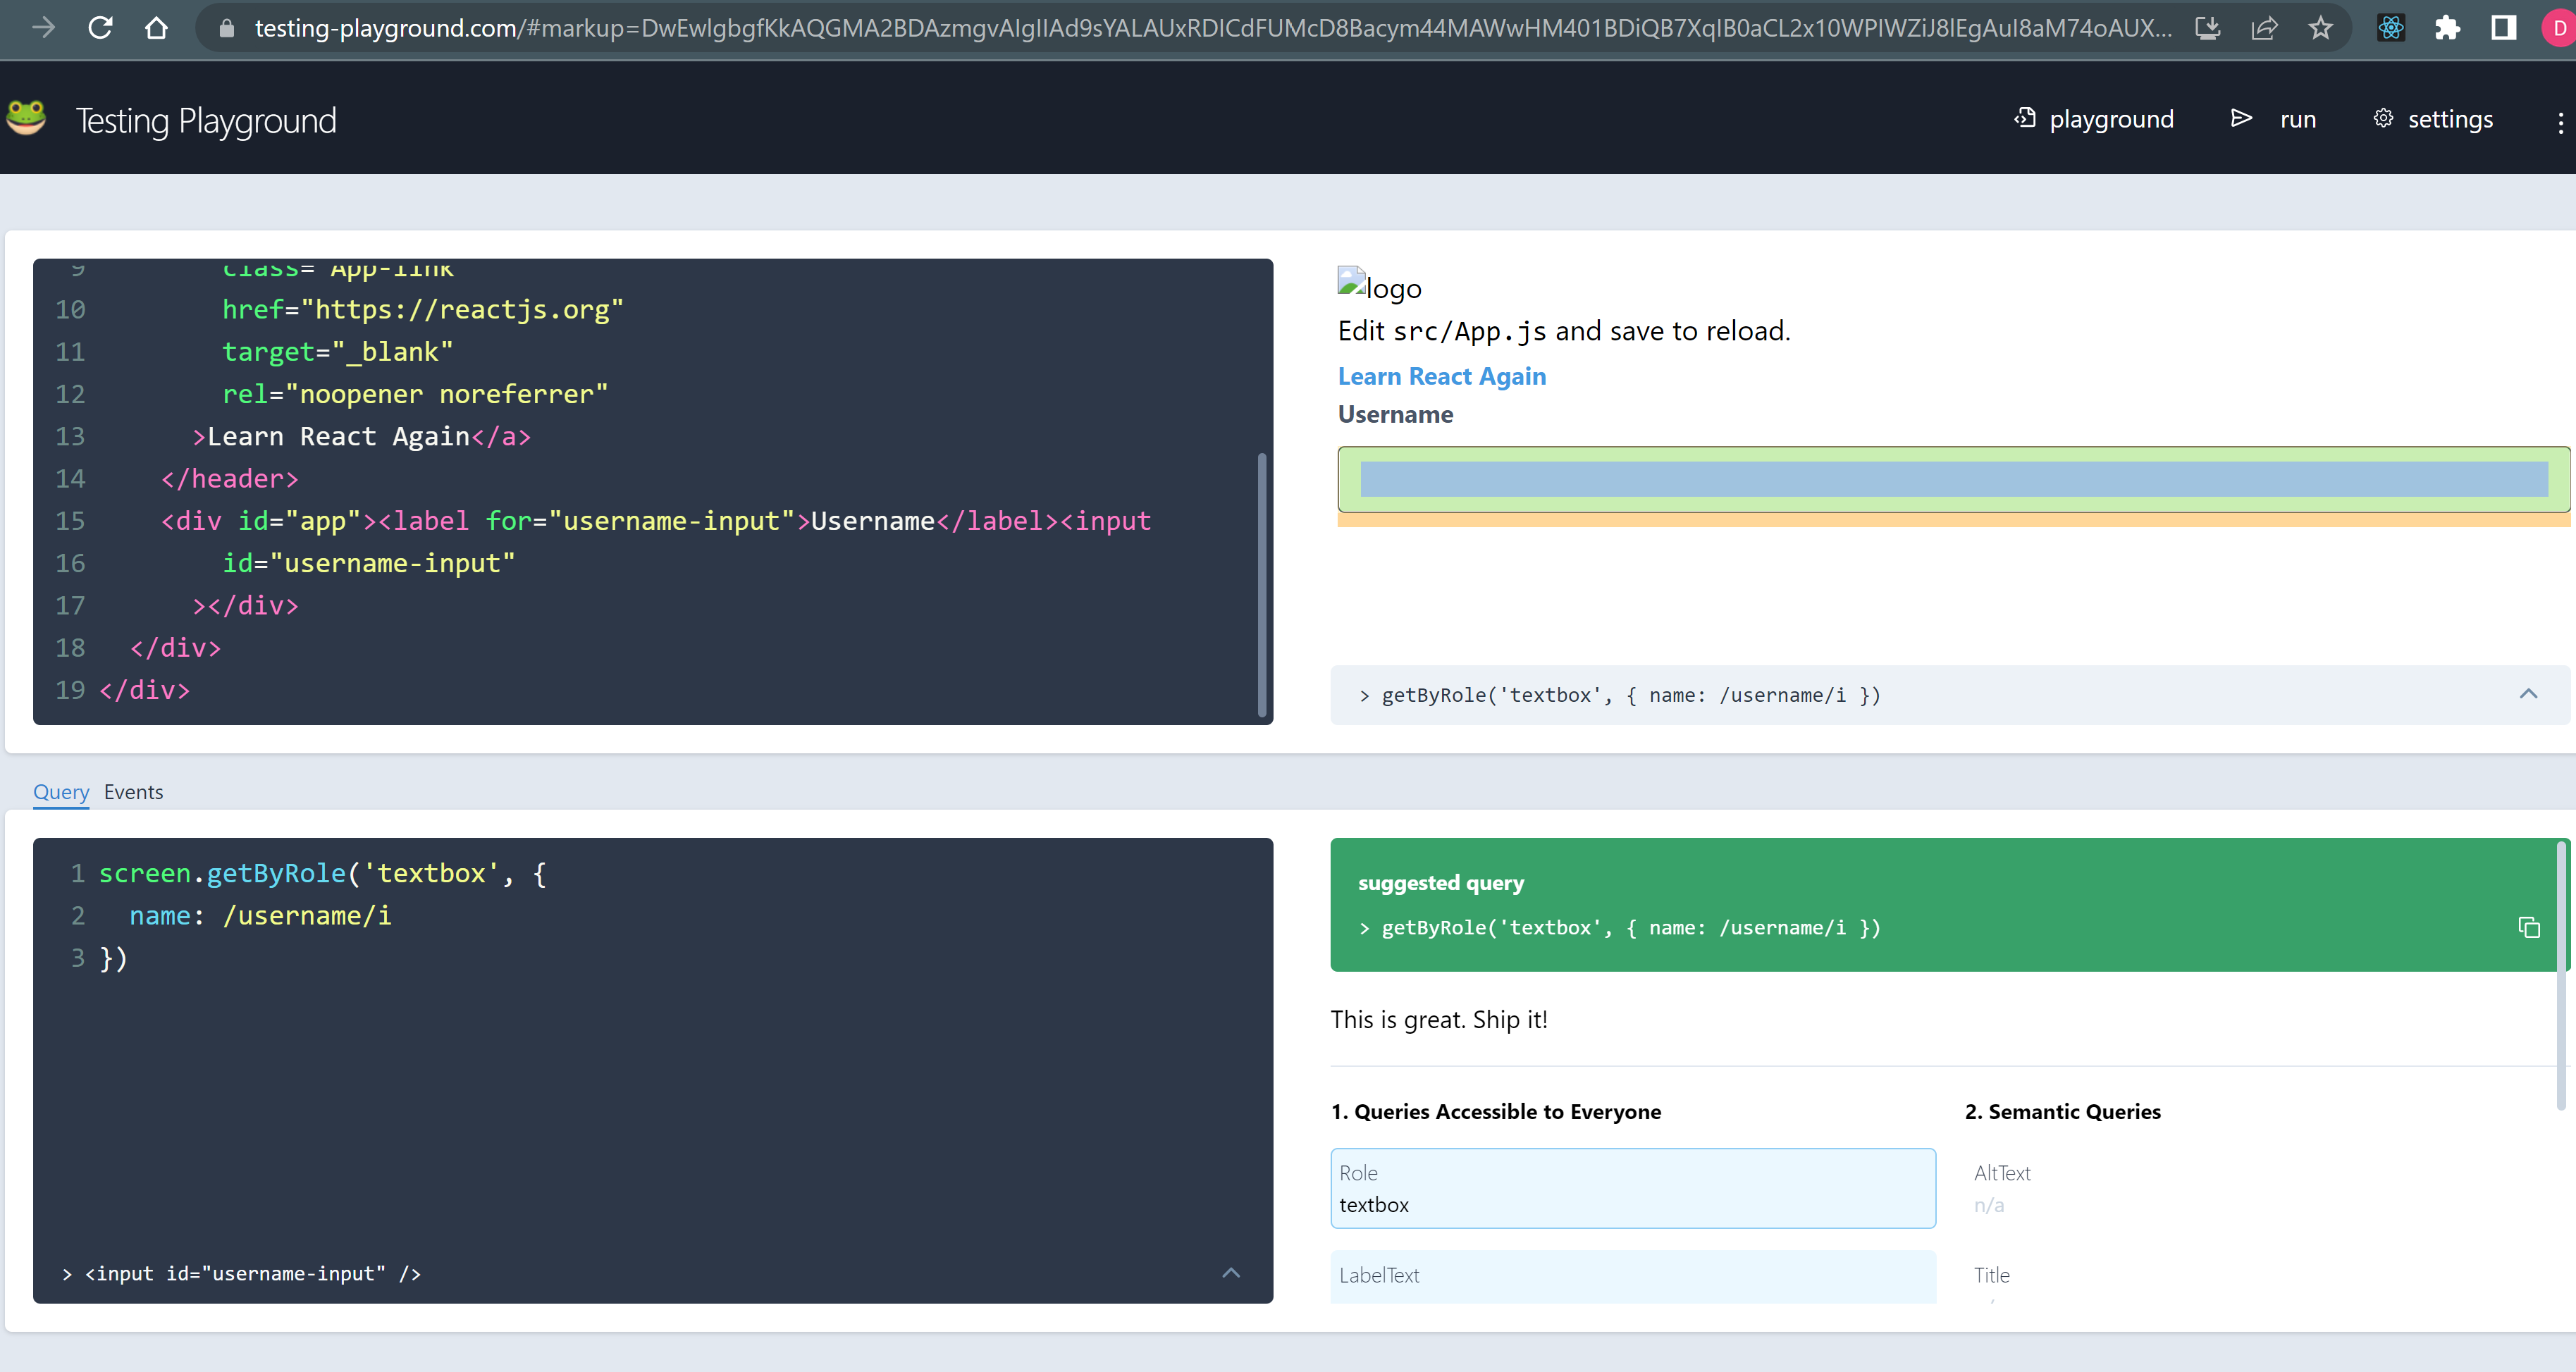 testing-playground.com/#markup=DwEwlgbgfKkAQGMA2BDAzmgvAIgIIAd9sYALAUxRDICdFUMcD8Bacym44MAWwHM401BDiQB7XqIB0aCL2x10WPIWZiJ8lEgAuI8aM74oAUX...
D
Testing Playground
playground
run
settings
9 class="App-link"
10 href="https://reactjs.org"
11 target="_blank"
12 rel="noopener noreferrer"
13 >Learn React Again</a>
14 </header>
15 <div id="app"><label for="username-input">Username</label><input
16 id="username-input"
17 ></div>
18 </div>
19 </div>
logo
Edit src/App.js and save to reload.
Learn React Again
Username
> getByRole('textbox', { name: /username/i })
Query Events
1 screen.getByRole('textbox', {
2 name: /username/i
3 })
> <input id="username-input" />
suggested query
> getByRole('textbox', { name: /username/i })
This is great. Ship it!
1. Queries Accessible to Everyone
Role
textbox
LabelText
2. Semantic Queries
AltText
n/a
Title